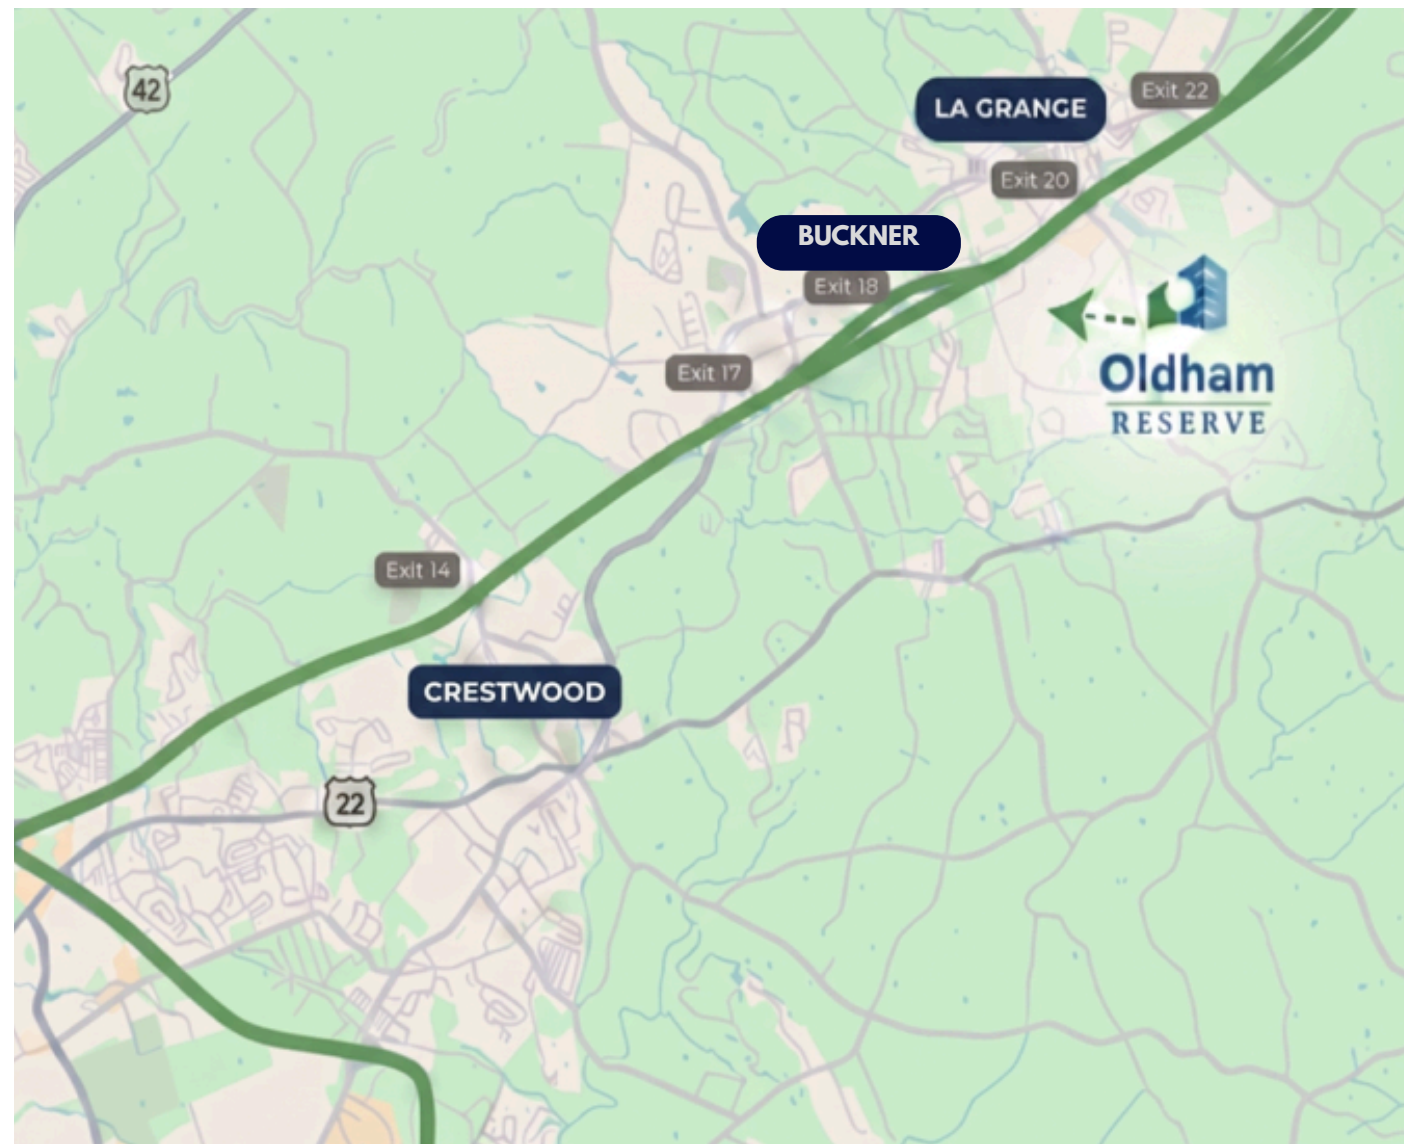 42
LA GRANGE
Exit 22
Exit 20
BUCKNER
Exit 18
Oldham
RESERVE
Exit 17
Exit 14
CRESTWOOD
22